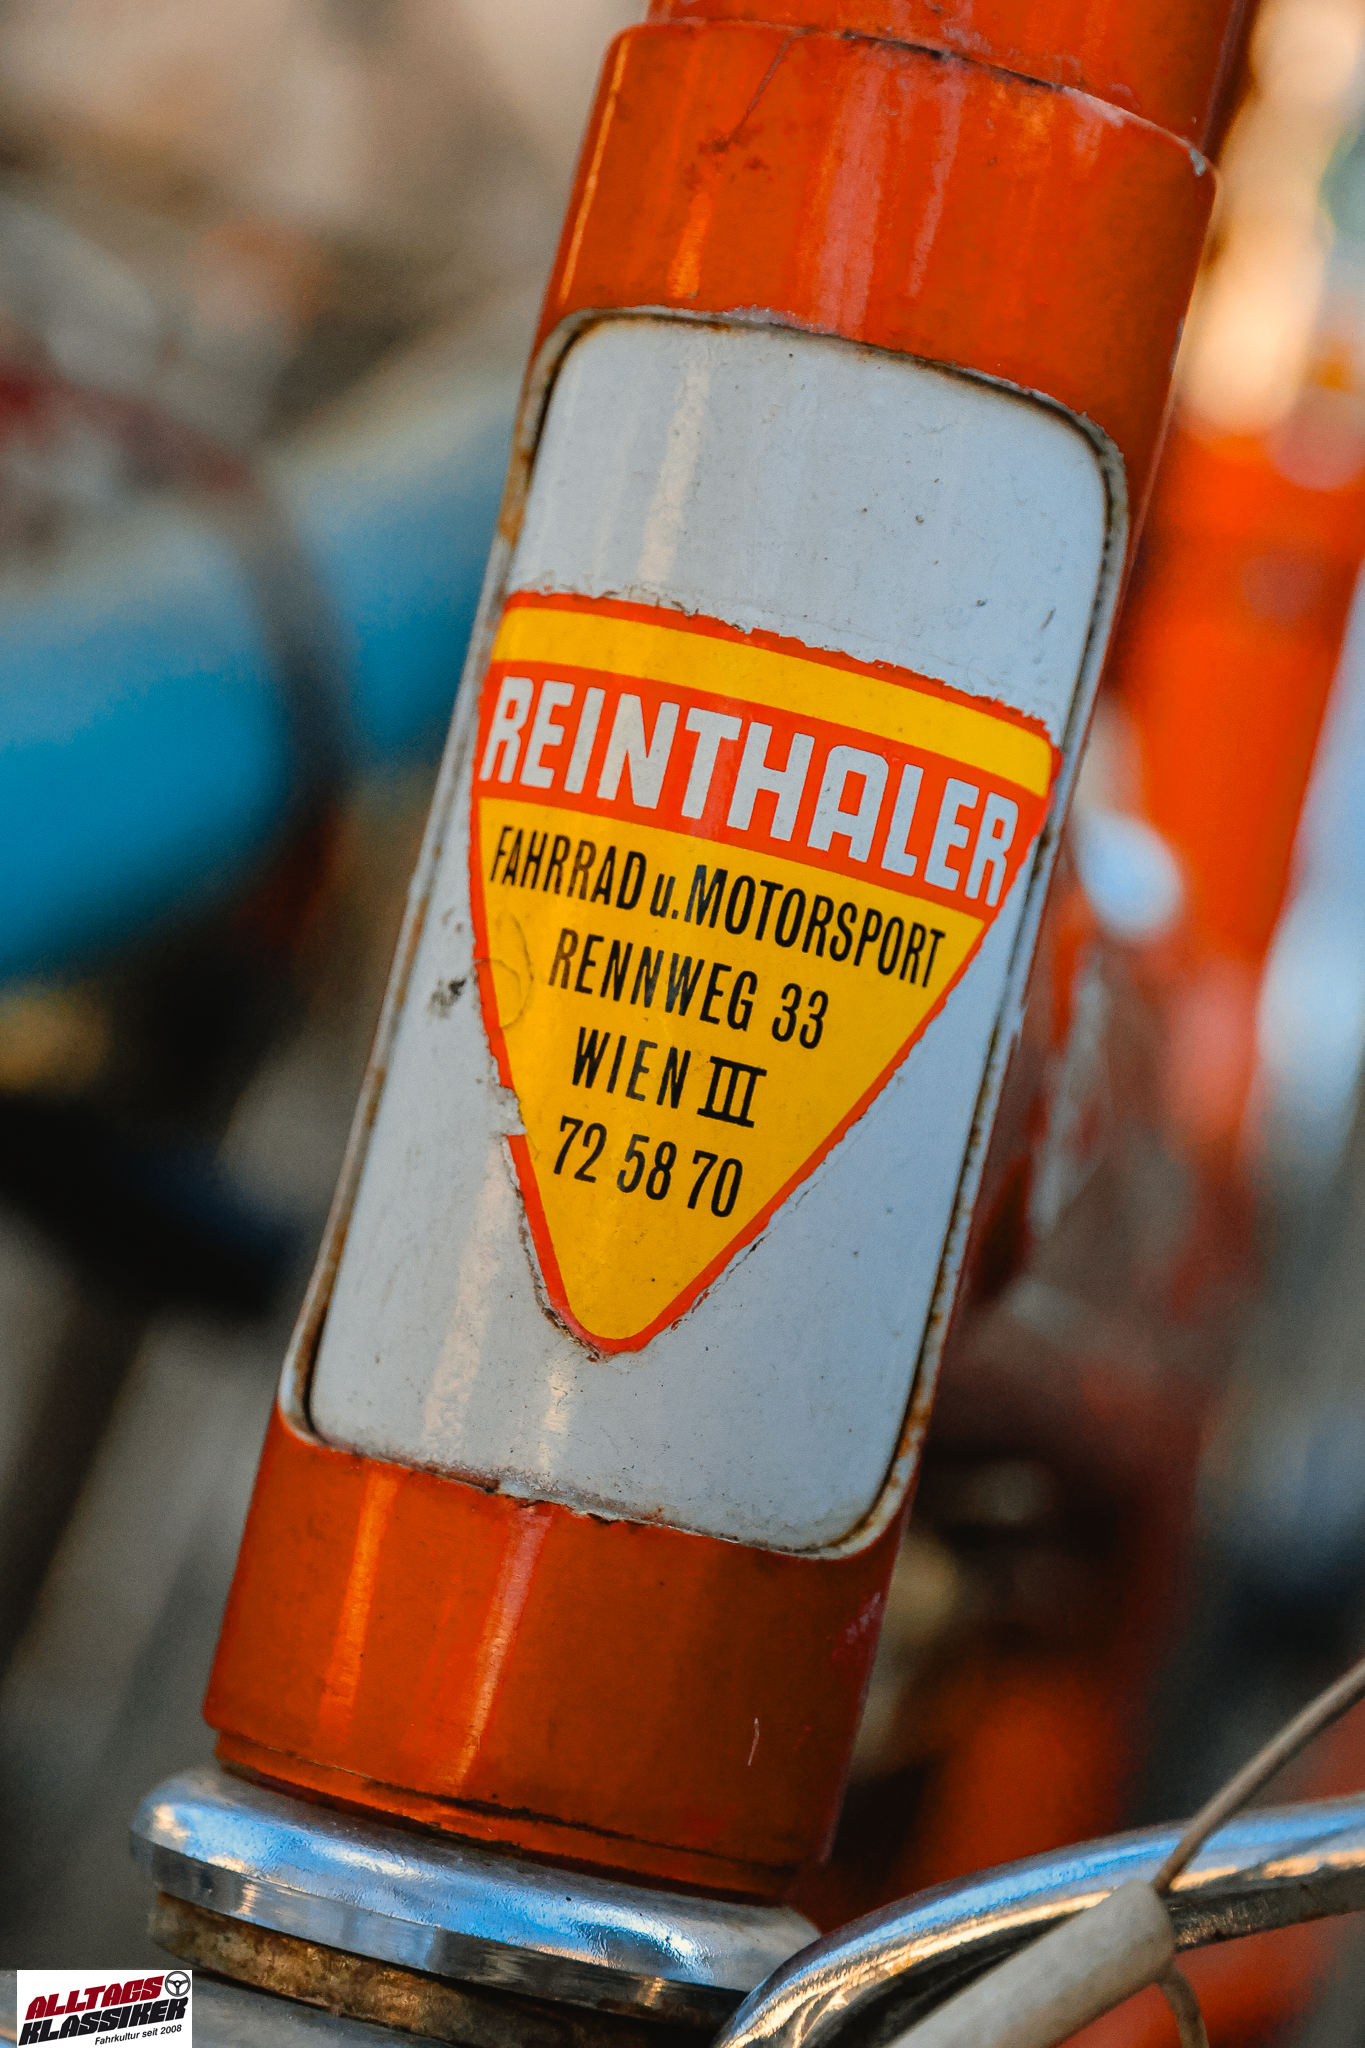 REINTHALER
FAHRRAD u. MOTORSPORT
RENNWEG 33
WIEN III
72 58 70
ALLTAGS
KLASSIKER
Fahrkultur seit 2008